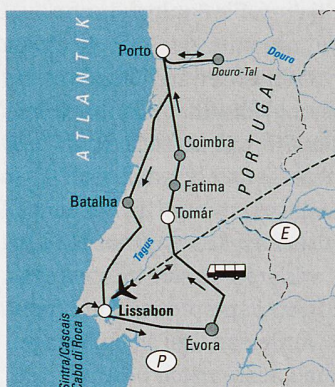 ATLANTIK
Porto
Douro
Douro-Tal
PORTUGAL
Coimbra
Fatima
Batalha
Tomár
Tagus
E
Lissabon
Sintra/Cascais
Cabo di Roca
Évora
P